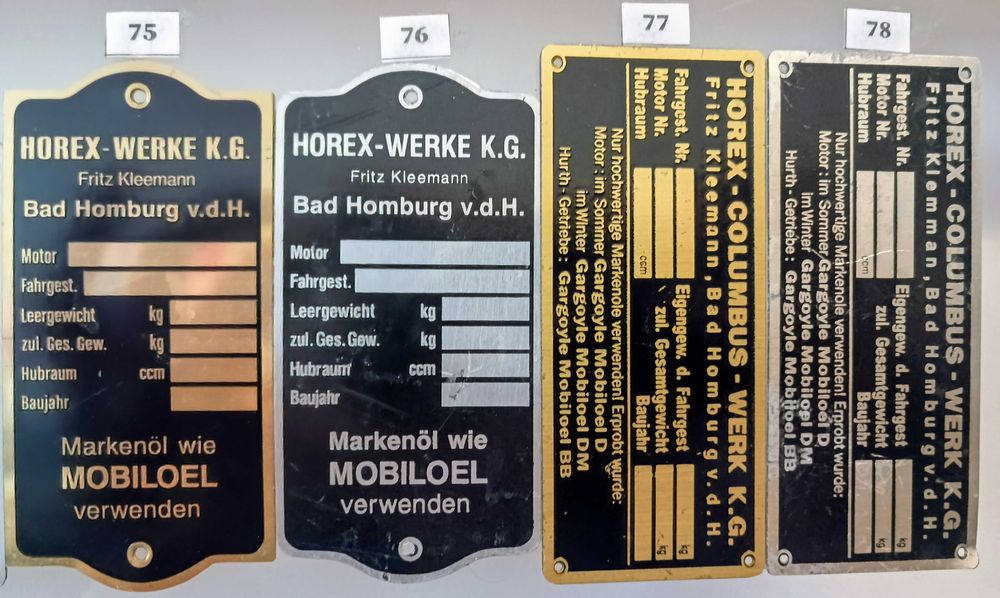 75
HOREX-WERKE K.G.
Fritz Kleemann
Bad Homburg v.d.H.
Motor
Fahrgest.
Leergewicht kg
zul. Ges. Gew. kg
Hubraum ccm
Baujahr
Markenöl wie
MOBILOEL
verwenden
76
HOREX-WERKE K.G.
Fritz Kleemann
Bad Homburg v.d.H.
Motor
Fahrgest.
Leergewicht kg
zul. Ges. Gew. kg
Hubraum ccm
Baujahr
Markenöl wie
MOBILOEL
verwenden
77
HOREX-COLUMBUS-WERK K.G.
Fritz Kleemann, Bad Homburg v.d.H.
Fahrgest. Nr. Eigengew. d. Fahrgest kg
Motor Nr. zul. Gesamtgewicht kg
Hubraum ccm Baujahr
Nur hochwertige Markenöle verwenden! Erprobt wurde:
Motor: im Sommer Gargoyle Mobiloel D
im Winter Gargoyle Mobiloel DM
Hurth-Getriebe: Gargoyle Mobiloel BB
78
HOREX-COLUMBUS-WERK K.G.
Fritz Klemman, Bad Homburg v.d.H.
Fahrgest. Nr. Eigengew. d. Fahrgest kg
Motor Nr. zul. Gesamtgewicht kg
Hubraum ccm Baujahr
Nur hochwertige Markenöle verwenden! Erprobt wurde:
Motor: im Sommer Gargoyle Mobiloel D
im Winter Gargoyle Mobiloel DM
Hurth-Getriebe: Gargoyle Mobiloel BB